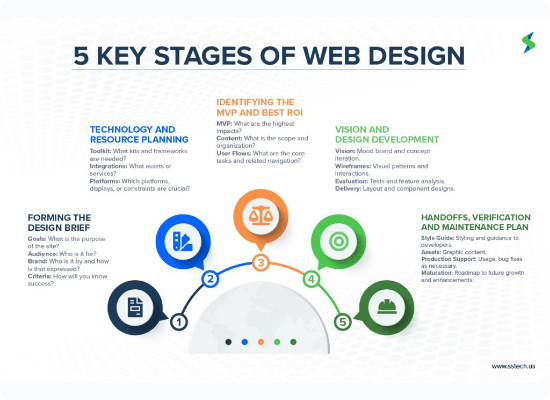 5 KEY STAGES OF WEB DESIGN
IDENTIFYING THE
MVP AND BEST ROI
MVP: What are the highest
impacts?
Content: What is the scope and
organization?
User Flows: What are the core
tasks and related navigation?
TECHNOLOGY AND
RESOURCE PLANNING
Toolkit: What kits and frameworks
are needed?
Integrations: What assets or
services?
Platforms: Which platforms,
displays, or constraints are crucial?
VISION AND
DESIGN DEVELOPMENT
Vision: Mood board and concept
iteration.
Wireframes: Visual patterns and
interactions.
Evaluation: Tests and feature analysis.
Delivery: Layout and component designs.
FORMING THE
DESIGN BRIEF
Goals: What is the purpose
of the site?
Audience: Who is it for?
Brand: Who is it by and how
is that expressed?
Criteria: How will you know
success?
HANDOFFS, VERIFICATION
AND MAINTENANCE PLAN
Style Guide: Styling and guidance to
developers.
Assets: Graphic content.
Production Support: Usage, bug fixes
as necessary.
Maturation: Roadmap to future growth
and enhancements.
1
2
3
4
5
www.sstech.us